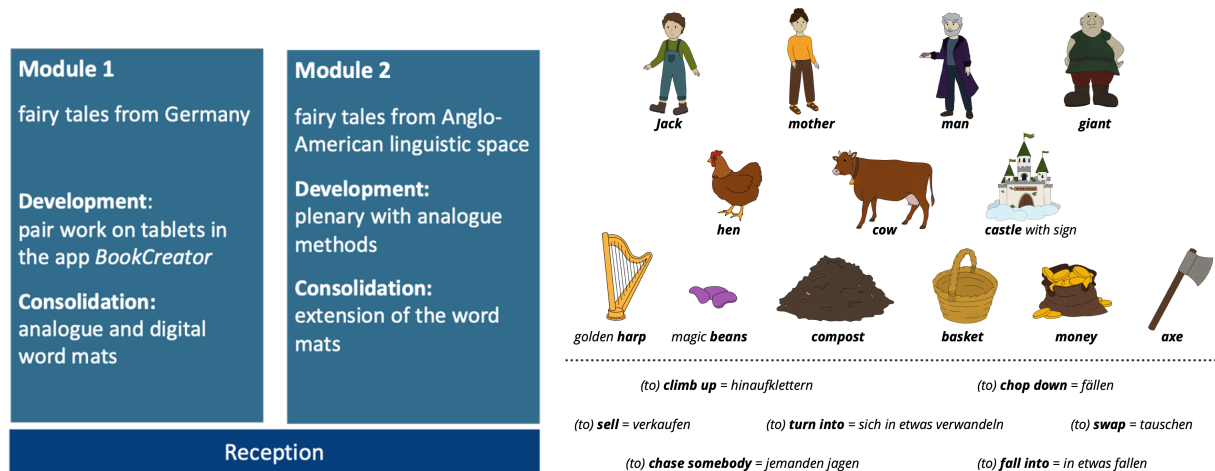 Module 1
fairy tales from Germany
Development:
pair work on tablets in
the app BookCreator
Consolidation:
analogue and digital
word mats
Module 2
fairy tales from Anglo-
American linguistic space
Development:
plenary with analogue
methods
Consolidation:
extension of the word
mats
Reception
Jack mother man giant
hen cow castle with sign
golden harp magic beans compost basket money axe
(to) climb up = hinaufklettern (to) chop down = fällen
(to) sell = verkaufen (to) turn into = sich in etwas verwandeln (to) swap = tauschen
(to) chase somebody = jemanden jagen (to) fall into = in etwas fallen